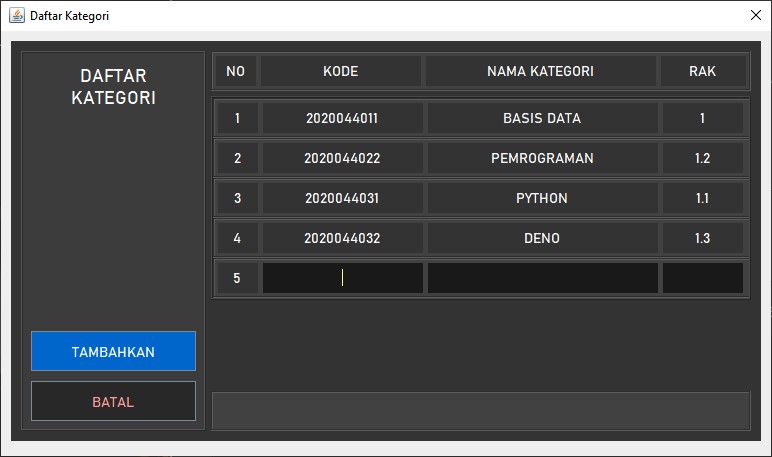 Daftar Kategori
DAFTAR
KATEGORI
TAMBAHKAN
BATAL
NO KODE NAMA KATEGORI RAK
1 2020044011 BASIS DATA 1
2 2020044022 PEMROGRAMAN 1.2
3 2020044031 PYTHON 1.1
4 2020044032 DENO 1.3
5